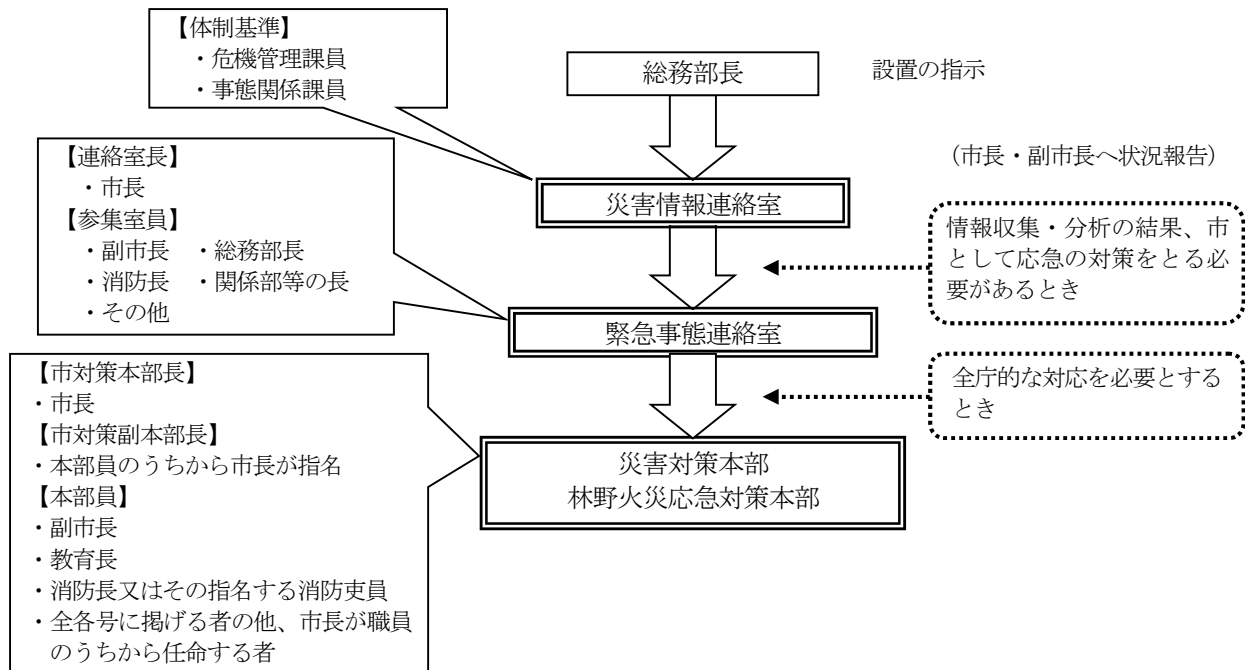 【体制基準】
・危機管理課員
・事態関係課員
総務部長
設置の指示
【連絡室長】
・市長
【参集室員】
・副市長 ・総務部長
・消防長 ・関係部等の長
・その他
（市長・副市長へ状況報告）
災害情報連絡室
情報収集・分析の結果、市
として応急の対策をとる必
要があるとき
緊急事態連絡室
【市対策本部長】
・市長
【市対策副本部長】
・本部員のうちから市長が指名
【本部員】
・副市長
・教育長
・消防長又はその指名する消防吏員
・全各号に掲げる者の他、市長が職員
のうちから任命する者
全庁的な対応を必要とする
とき
災害対策本部
林野火災応急対策本部